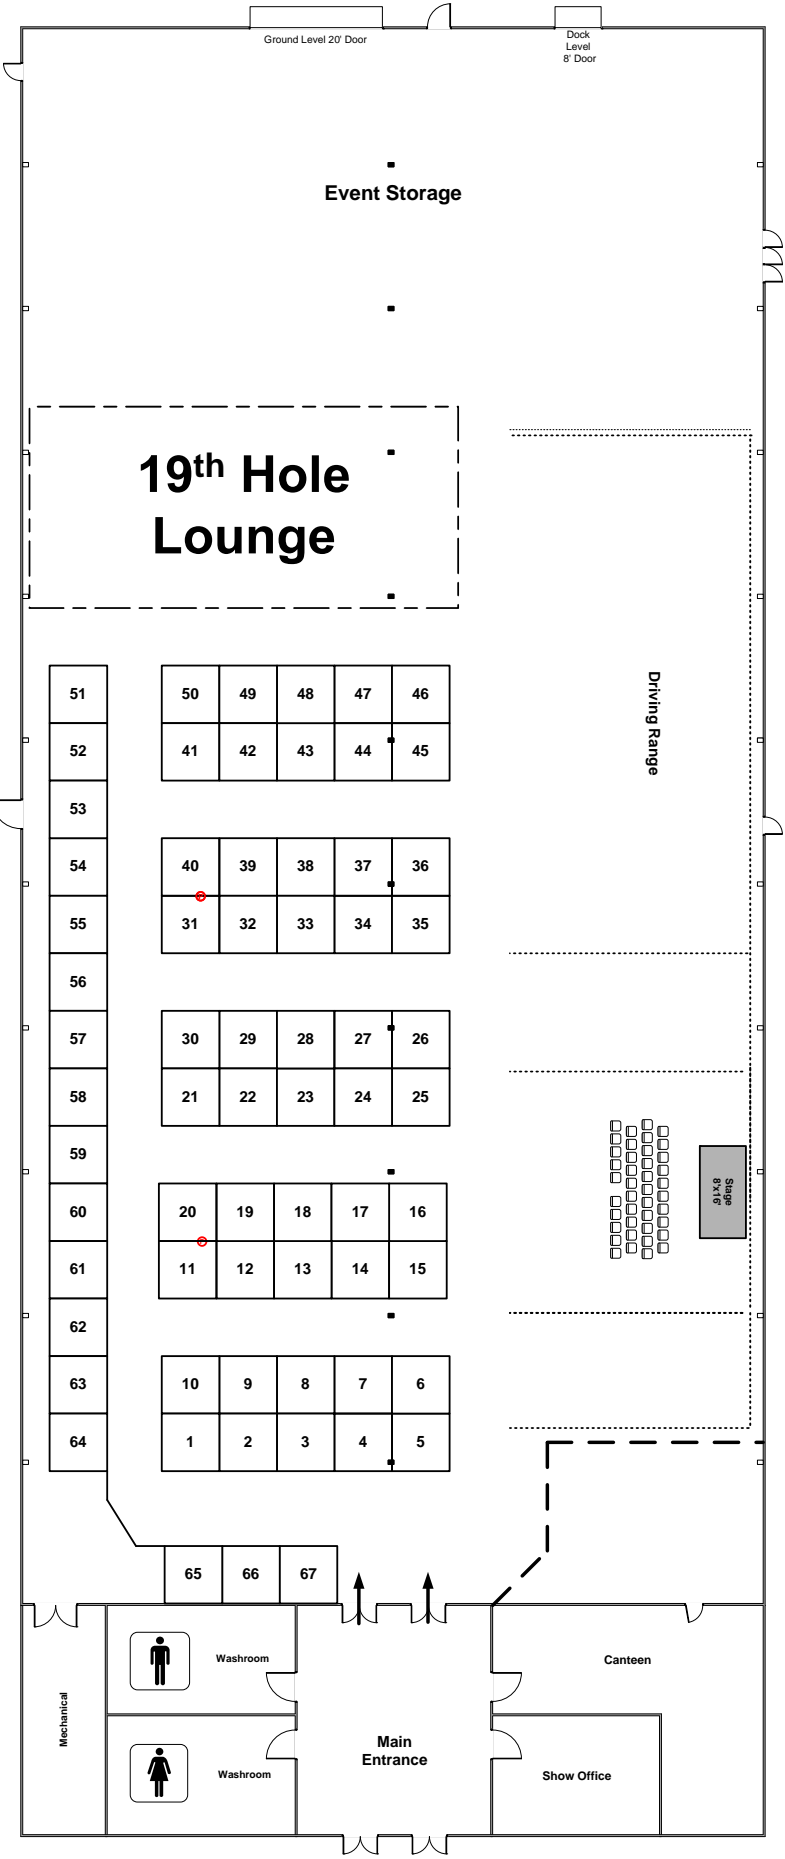 Ground Level 20' Door
Dock
Level
8' Door
Event Storage
19th Hole
Lounge
Driving Range
51
50 49 48 47 46
52
41 42 43 44 45
53
54
40 39 38 37 36
55
31 32 33 34 35
56
57
30 29 28 27 26
58
21 22 23 24 25
59
60
20 19 18 17 16
61
11 12 13 14 15
62
63
10 9 8 7 6
64
1 2 3 4 5
Stage
8'x16'
65 66 67
Mechanical
Washroom
Washroom
Main
Entrance
Canteen
Show Office